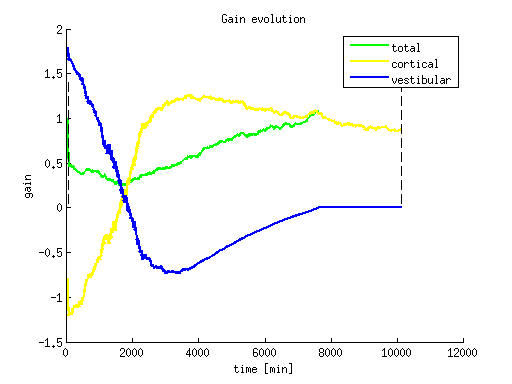 Gain evolution
total
cortical
vestibular
gain
2
1.5
1
0.5
0
-0.5
-1
-1.5
0 2000 4000 6000 8000 10000 12000
time [min]